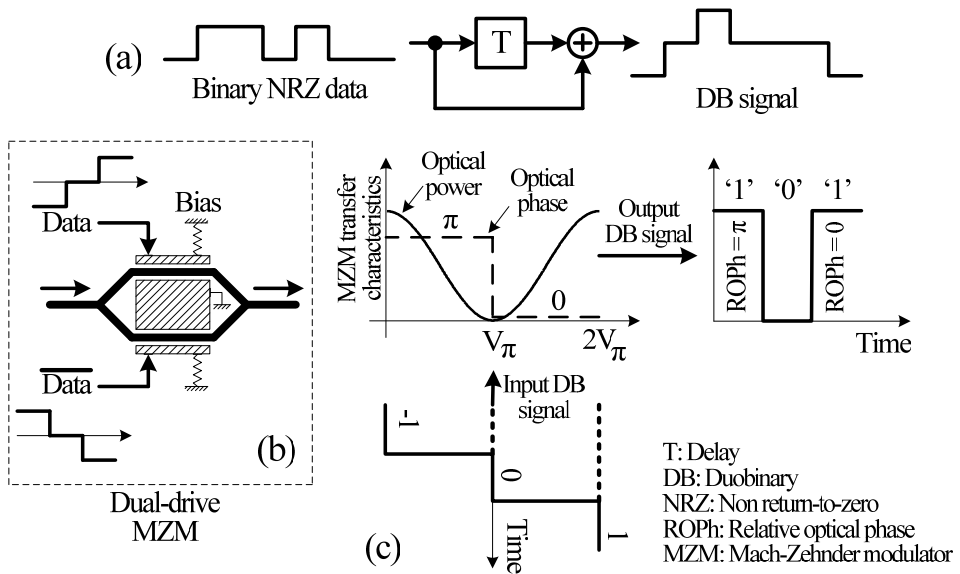 (a)
Binary NRZ data
T
+
DB signal
(b)
Data
Bias
Data
Dual-drive
MZM
(c)
MZM transfer
characteristics
Optical
power
Optical
phase
π
0
Vπ
2Vπ
Output
DB signal
'1' '0' '1'
ROPh = π
ROPh = 0
Time
Input DB
signal
-1
0
1
Time
T: Delay
DB: Duobinary
NRZ: Non return-to-zero
ROPh: Relative optical phase
MZM: Mach-Zehnder modulator